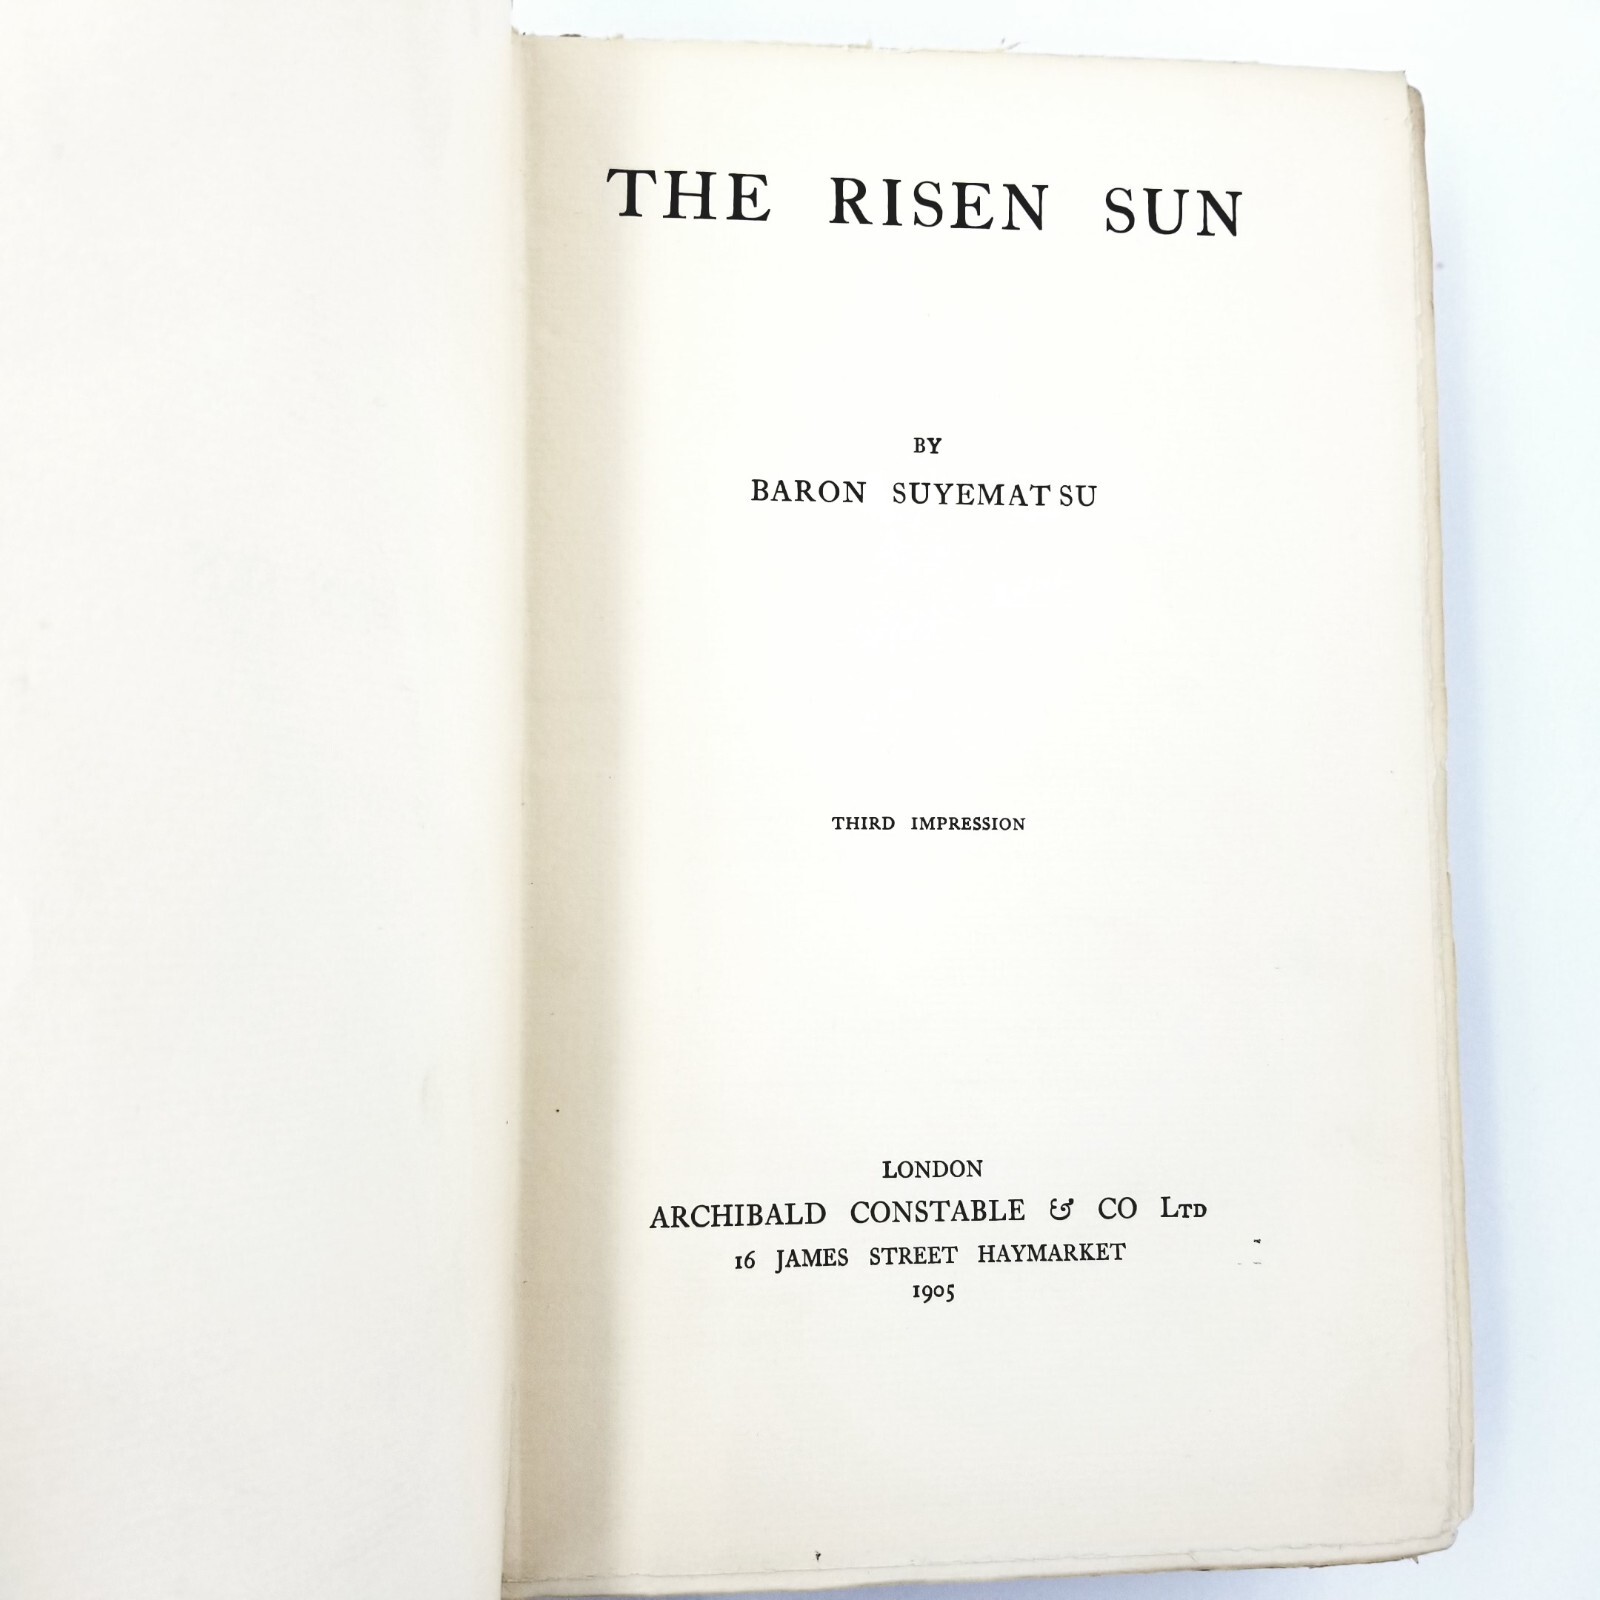 THE RISEN SUN
BY
BARON SUYEMATSU
THIRD IMPRESSION
LONDON
ARCHIBALD CONSTABLE & CO LTD
16 JAMES STREET HAYMARKET
1905